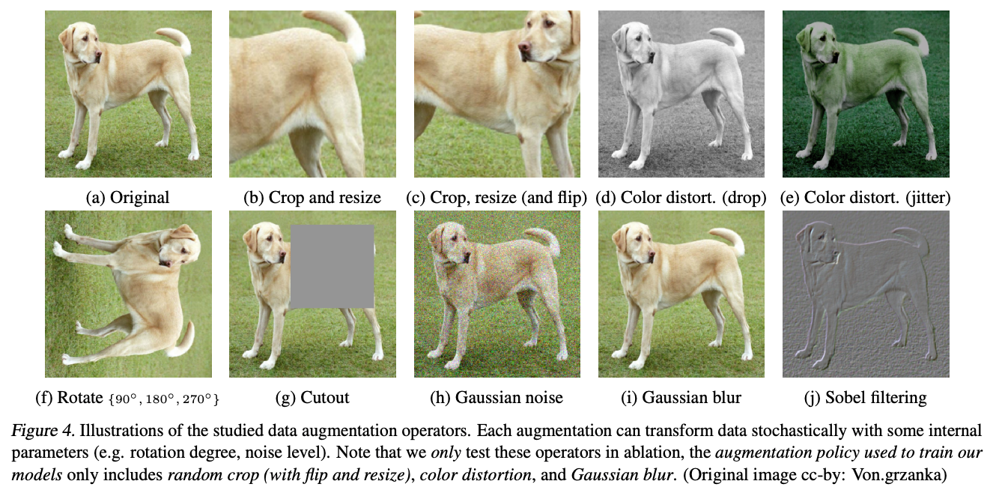 (a) Original
(b) Crop and resize
(c) Crop, resize (and flip)
(d) Color distort. (drop)
(e) Color distort. (jitter)
(f) Rotate {90°, 180°, 270°}
(g) Cutout
(h) Gaussian noise
(i) Gaussian blur
(j) Sobel filtering
Figure 4. Illustrations of the studied data augmentation operators. Each augmentation can transform data stochastically with some internal
parameters (e.g. rotation degree, noise level). Note that we only test these operators in ablation, the augmentation policy used to train our
models only includes random crop (with flip and resize), color distortion, and Gaussian blur. (Original image cc-by: Von.grzanka)